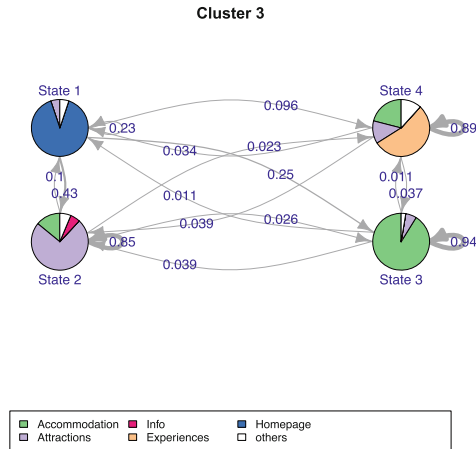 Cluster 3
State 1
State 4
0.096
0.23
0.89
0.034
0.023
0.1
0.25
0.011
0.43
0.011
0.037
0.039
0.026
0.85
0.94
0.039
State 2
State 3
Accommodation
Info
Homepage
Attractions
Experiences
others